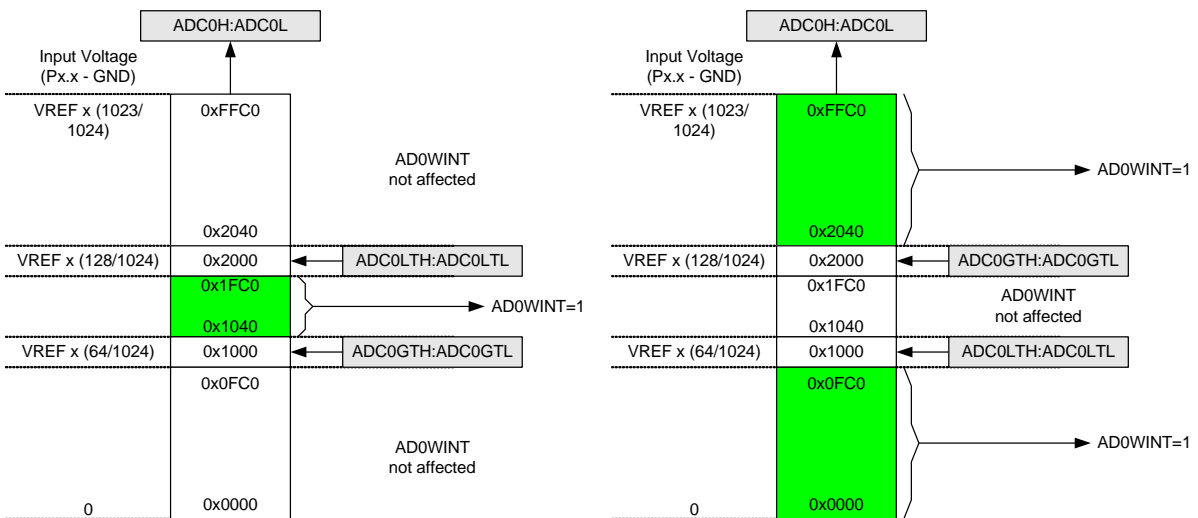 ADC0H:ADC0L
Input Voltage
(Px.x - GND)
VREF x (1023/
1024)
0xFFC0
AD0WINT
not affected
0x2040
VREF x (128/1024)
0x2000
ADC0LTH:ADC0LTL
0x1FC0
AD0WINT=1
0x1040
VREF x (64/1024)
0x1000
ADC0GTH:ADC0GTL
0x0FC0
AD0WINT
not affected
0
0x0000
ADC0H:ADC0L
Input Voltage
(Px.x - GND)
VREF x (1023/
1024)
0xFFC0
AD0WINT=1
0x2040
VREF x (128/1024)
0x2000
ADC0GTH:ADC0GTL
0x1FC0
AD0WINT
not affected
0x1040
VREF x (64/1024)
0x1000
ADC0LTH:ADC0LTL
0x0FC0
AD0WINT=1
0
0x0000